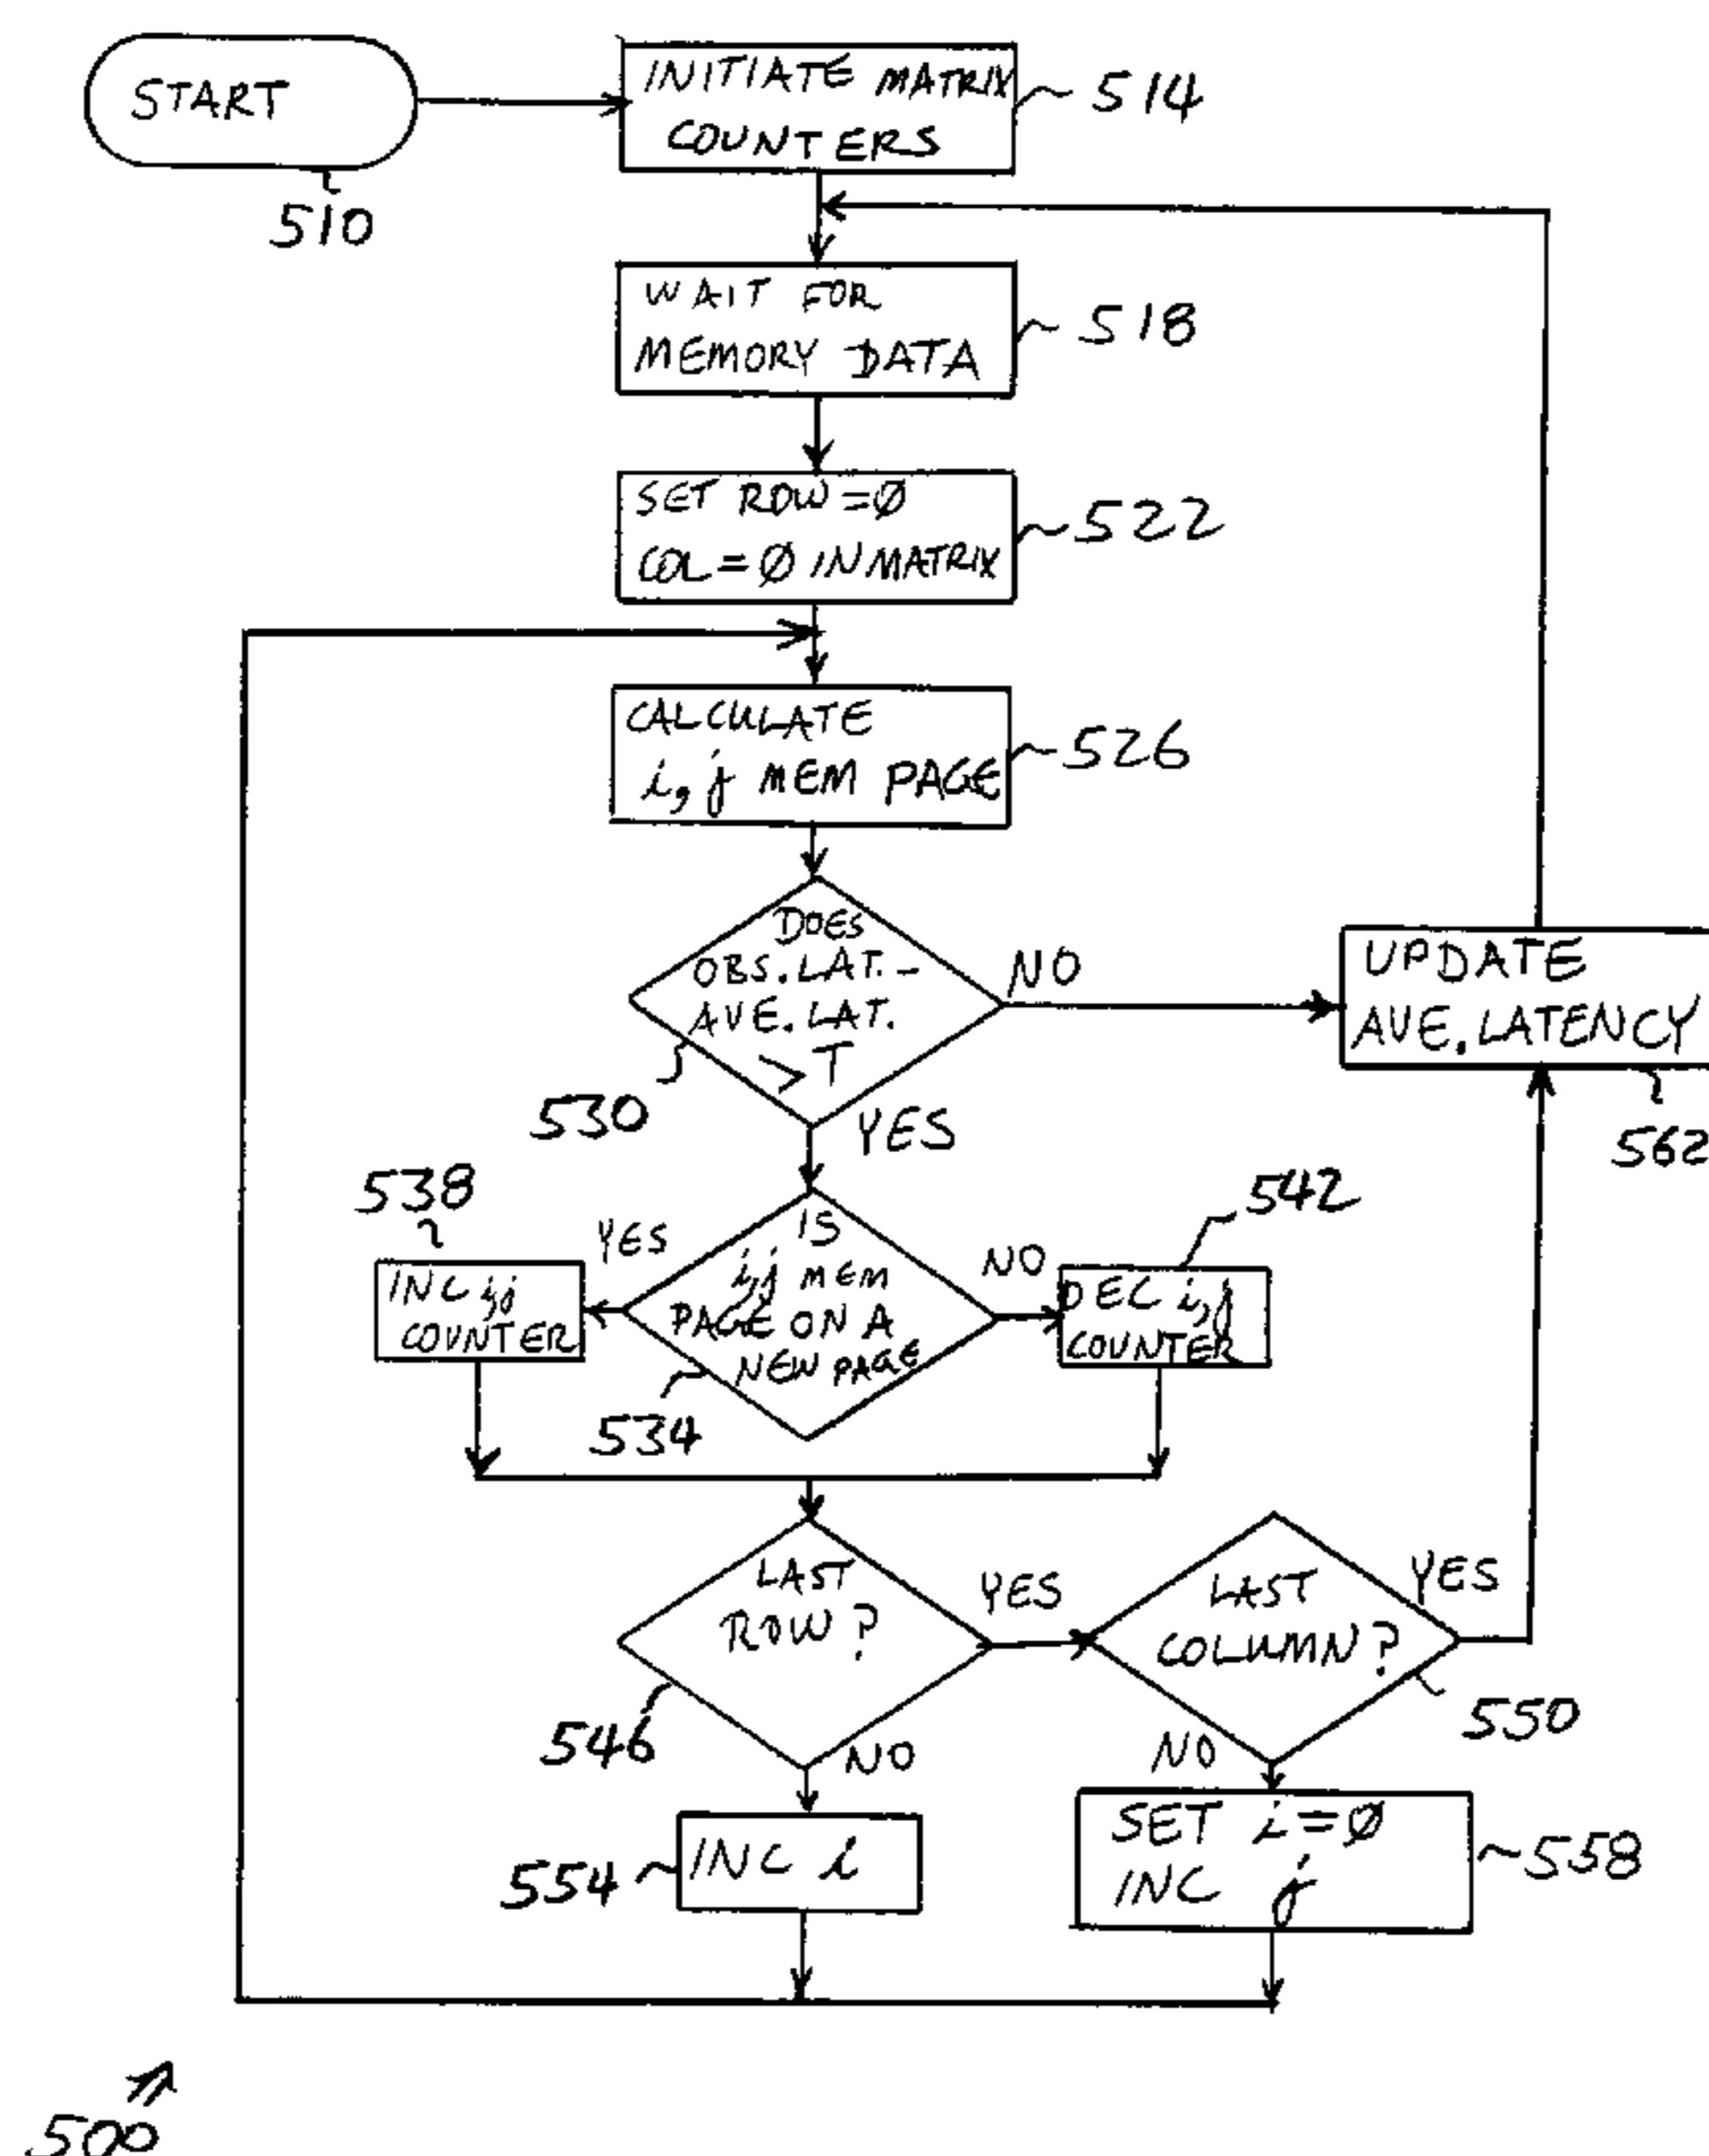 START
510
INITIATE MATRIX
COUNTERS
514
WAIT FOR
MEMORY DATA
518
SET ROW=Ø
COL=Ø IN MATRIX
522
CALCULATE
i, j MEM PAGE
526
DOES
OBS. LAT. -
AVE. LAT.
> T
530
NO
YES
UPDATE
AVE. LATENCY
562
IS
i,j MEM
PAGE ON A
NEW PAGE
534
YES
NO
538
INC i,j
COUNTER
542
DEC i,j
COUNTER
LAST
ROW?
546
YES
NO
LAST
COLUMN?
550
YES
NO
554
INC i
SET i=Ø
INC j
558
500